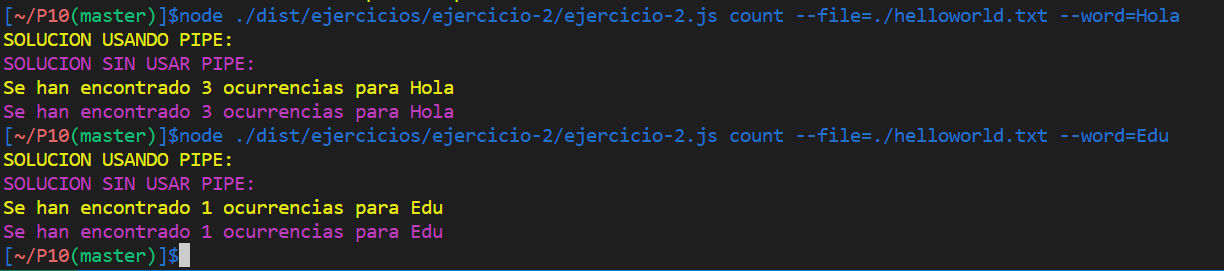 [~/P10(master)]$node ./dist/ejercicios/ejercicio-2/ejercicio-2.js count --file=./helloworld.txt --word=Hola
SOLUCION USANDO PIPE:
SOLUCION SIN USAR PIPE:
Se han encontrado 3 ocurrencias para Hola
Se han encontrado 3 ocurrencias para Hola
[~/P10(master)]$node ./dist/ejercicios/ejercicio-2/ejercicio-2.js count --file=./helloworld.txt --word=Edu
SOLUCION USANDO PIPE:
SOLUCION SIN USAR PIPE:
Se han encontrado 1 ocurrencias para Edu
Se han encontrado 1 ocurrencias para Edu
[~/P10(master)]$